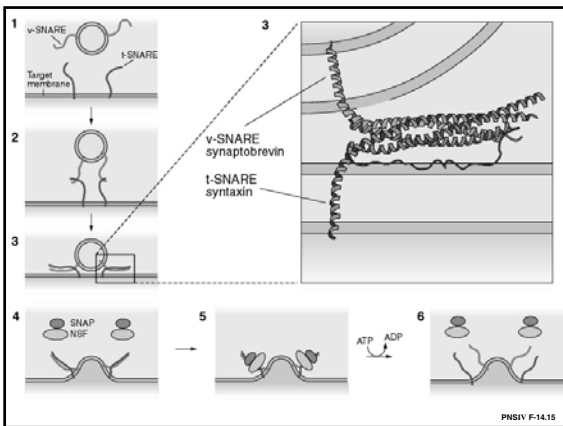 1
v-SNARE
t-SNARE
Target
membrane
2
3
3
v-SNARE
synaptobrevin
t-SNARE
syntaxin
4
SNAP
NSF
5
ATP
ADP
6
PNSIV F-14.15